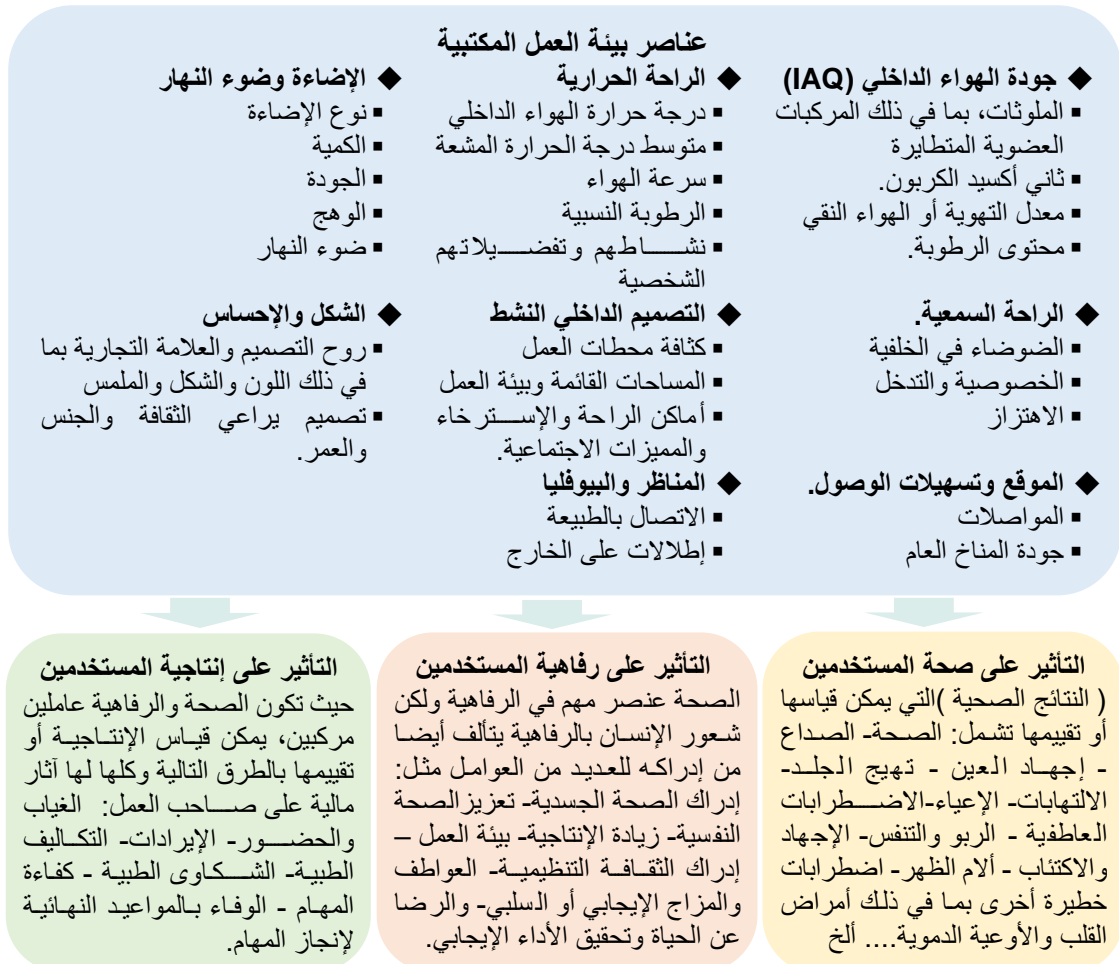 عناصر بيئة العمل المكتبية
◆ جودة الهواء الداخلي (IAQ)
▪ الملوثات، بما في ذلك المركبات
العضوية المتطايرة
▪ ثاني أكسيد الكربون.
▪ معدل التهوية أو الهواء النقي
▪ محتوى الرطوبة.
◆ الراحة الحرارية
▪ درجة حرارة الهواء الداخلي
▪ متوسط درجة الحرارة المشعة
▪ سرعة الهواء
▪ الرطوبة النسبية
▪ نشاطهم وتفضيلاتهم
الشخصية
◆ الإضاءة وضوء النهار
▪ نوع الإضاءة
▪ الكمية
▪ الجودة
▪ الوهج
▪ ضوء النهار
◆ الراحة السمعية.
▪ الضوضاء في الخلفية
▪ الخصوصية والتدخل
▪ الاهتزاز
◆ التصميم الداخلي النشط
▪ كثافة محطات العمل
▪ المساحات القائمة وبيئة العمل
▪ أماكن الراحة والإسترخاء
والمميزات الاجتماعية.
◆ الشكل والإحساس
▪ روح التصميم والعلامة التجارية بما
في ذلك اللون والشكل والملمس
▪ تصميم يراعي الثقافة والجنس
والعمر.
◆ الموقع وتسهيلات الوصول.
▪ المواصلات
▪ جودة المناخ العام
◆ المناظر والبيوفليا
▪ الاتصال بالطبيعة
▪ إطلالات على الخارج
التأثير على صحة المستخدمين
( النتائج الصحية )التي يمكن قياسها
أو تقييمها تشمل: الصحة- الصداع
- إجهاد العين - تهيج الجلد-
الالتهابات- الإعياء-الاضطرابات
العاطفية - الربو والتنفس- الإجهاد
والاكتئاب - ألام الظهر- اضطرابات
خطيرة أخرى بما في ذلك أمراض
القلب والأوعية الدموية.... ألخ
التأثير على رفاهية المستخدمين
الصحة عنصر مهم في الرفاهية ولكن
شعور الإنسان بالرفاهية يتألف أيضا
من إدراكه للعديد من العوامل مثل:
إدراك الصحة الجسدية- تعزيز الصحة
النفسية- زيادة الإنتاجية- بيئة العمل –
إدراك الثقافة التنظيمية- العواطف
والمزاج الإيجابي أو السلبي- والرضا
عن الحياة وتحقيق الأداء الإيجابي.
التأثير على إنتاجية المستخدمين
حيث تكون الصحة والرفاهية عاملين
مركبين، يمكن قياس الإنتاجية أو
تقييمها بالطرق التالية وكلها لها آثار
مالية على صاحب العمل: الغياب
والحضور- الإيرادات- التكاليف
الطبية- الشكاوى الطبية - كفاءة
المهام - الوفاء بالمواعيد النهائية
لإنجاز المهام.